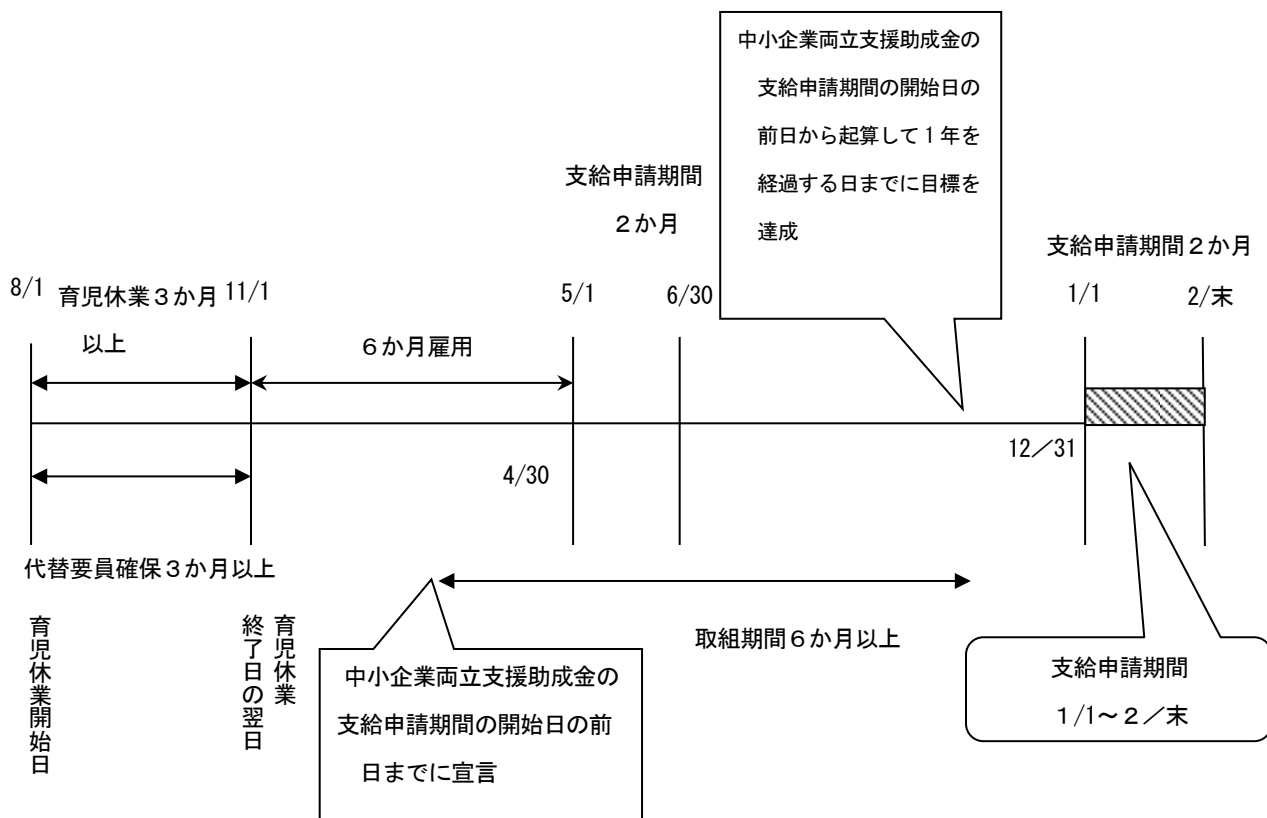 中小企業両立支援助成金の
支給申請期間の開始日の
前日から起算して1年を
経過する日までに目標を
達成
支給申請期間
２か月
支給申請期間２か月
8/1
育児休業３か月
以上
11/1
６か月雇用
5/1
6/30
1/1
2/末
4/30
12／31
代替要員確保３か月以上
育児休業開始日
育児休業
終了日の翌日
中小企業両立支援助成金の
支給申請期間の開始日の前
日までに宣言
取組期間６か月以上
支給申請期間
１/1～２／末